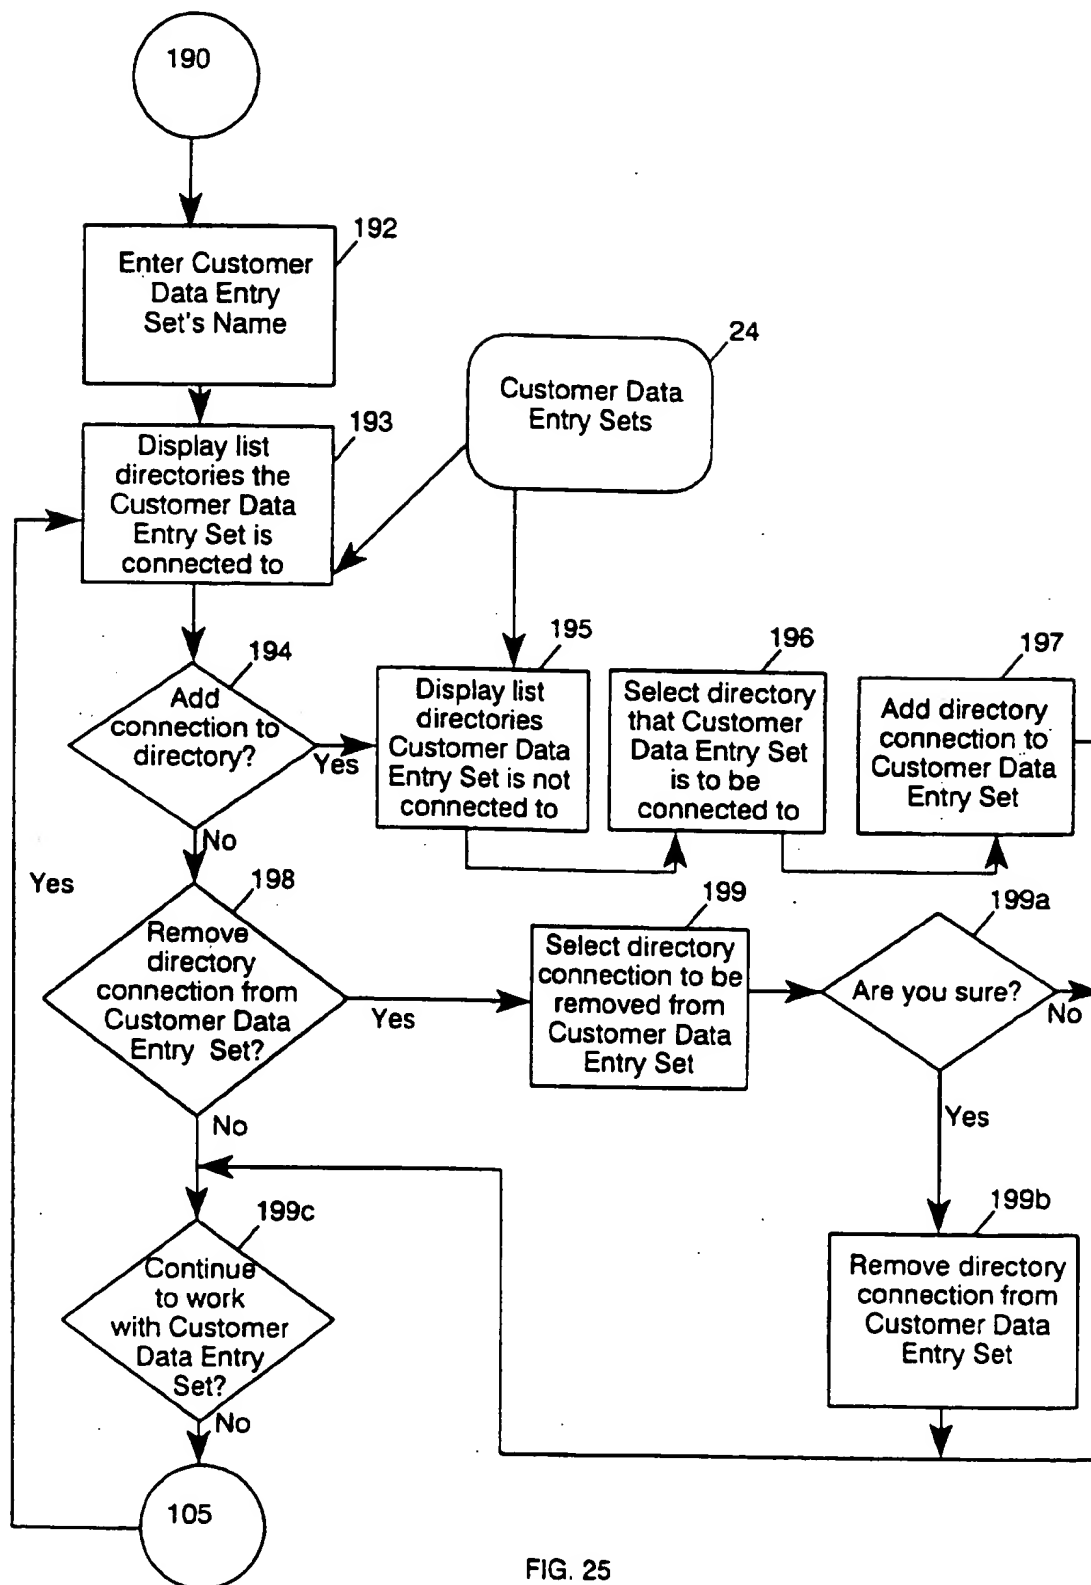 190
192
Enter Customer
Data Entry
Set's Name
24
Customer Data
Entry Sets
193
Display list
directories the
Customer Data
Entry Set is
connected to
194
Add
connection to
directory?
Yes
No
195
Display list
directories
Customer Data
Entry Set is not
connected to
196
Select directory
that Customer
Data Entry Set
is to be
connected to
197
Add directory
connection to
Customer Data
Entry Set
Yes
198
Remove
directory
connection from
Customer Data
Entry Set?
Yes
No
199
Select directory
connection to be
removed from
Customer Data
Entry Set
199a
Are you sure?
No
Yes
199b
Remove directory
connection from
Customer Data
Entry Set
199c
Continue
to work
with Customer
Data Entry
Set?
No
105
FIG. 25